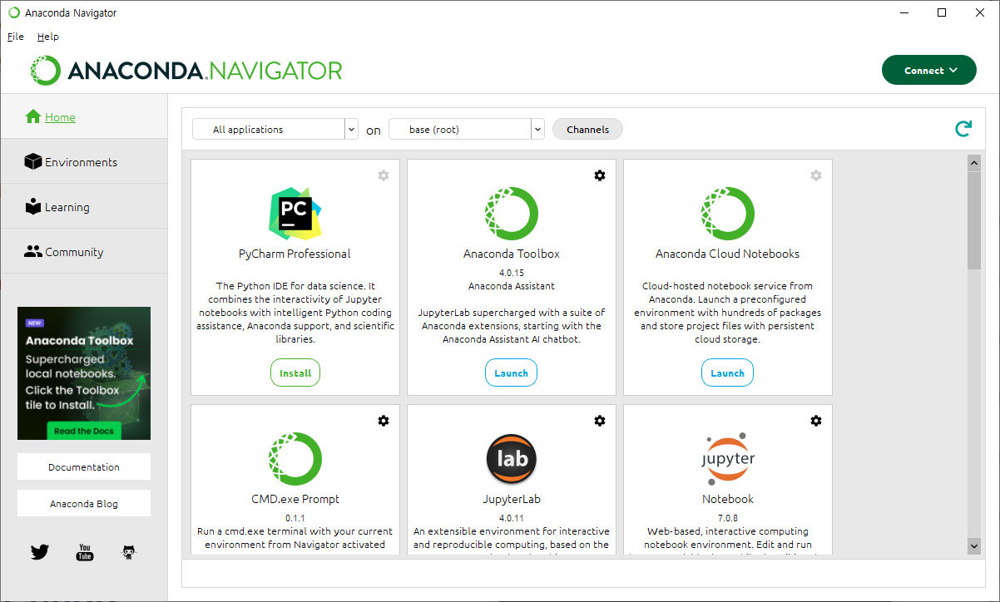 Anaconda Navigator
File Help
ANACONDA.NAVIGATOR
Connect
Home
Environments
Learning
Community
NEW
Anaconda Toolbox
Supercharged
local notebooks.
Click the Toolbox
tile to Install.
Read the Docs
Documentation
Anaconda Blog
You
Tube
All applications on base (root) Channels
PC
PyCharm Professional
The Python IDE for data science. It
combines the interactivity of Jupyter
notebooks with intelligent Python coding
assistance, Anaconda support, and scientific
libraries.
Install
Anaconda Toolbox
4.0.15
Anaconda Assistant
JupyterLab supercharged with a suite of
Anaconda extensions, starting with the
Anaconda Assistant AI chatbot.
Launch
Anaconda Cloud Notebooks
Cloud-hosted notebook service from
Anaconda. Launch a preconfigured
environment with hundreds of packages
and store project files with persistent
cloud storage.
Launch
CMD.exe Prompt
0.1.1
Run a cmd.exe terminal with your current
environment from Navigator activated
lab
JupyterLab
4.0.11
An extensible environment for interactive
and reproducible computing, based on the
jupyter
Notebook
7.0.8
Web-based, interactive computing
notebook environment. Edit and run